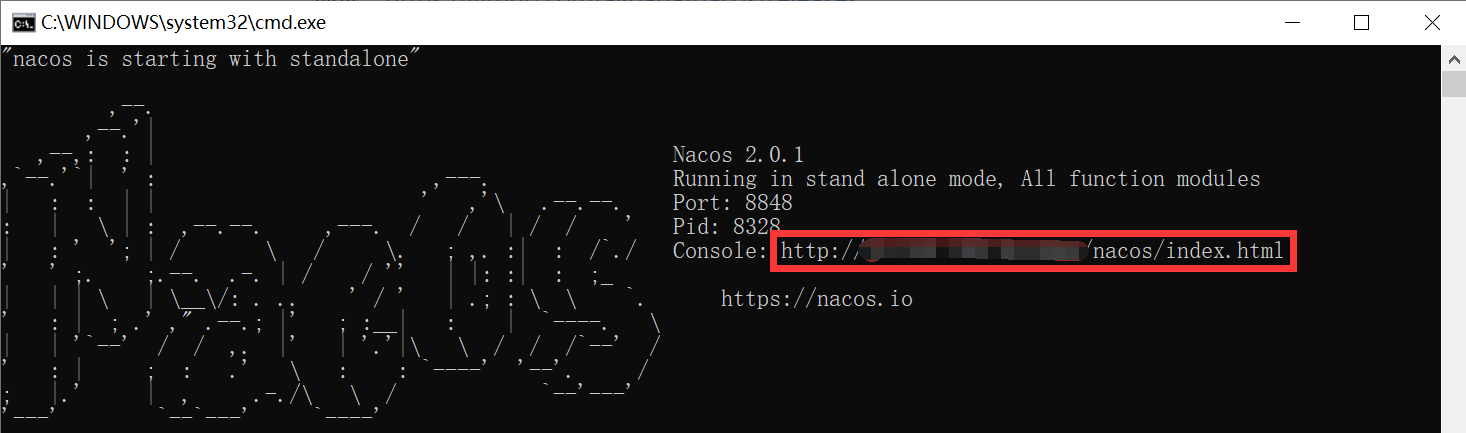 C:\WINDOWS\system32\cmd.exe
"nacos is starting with standalone"
Nacos 2.0.1
Running in stand alone mode, All function modules
Port: 8848
Pid: 8328
Console: http:///nacos/index.html
https://nacos.io